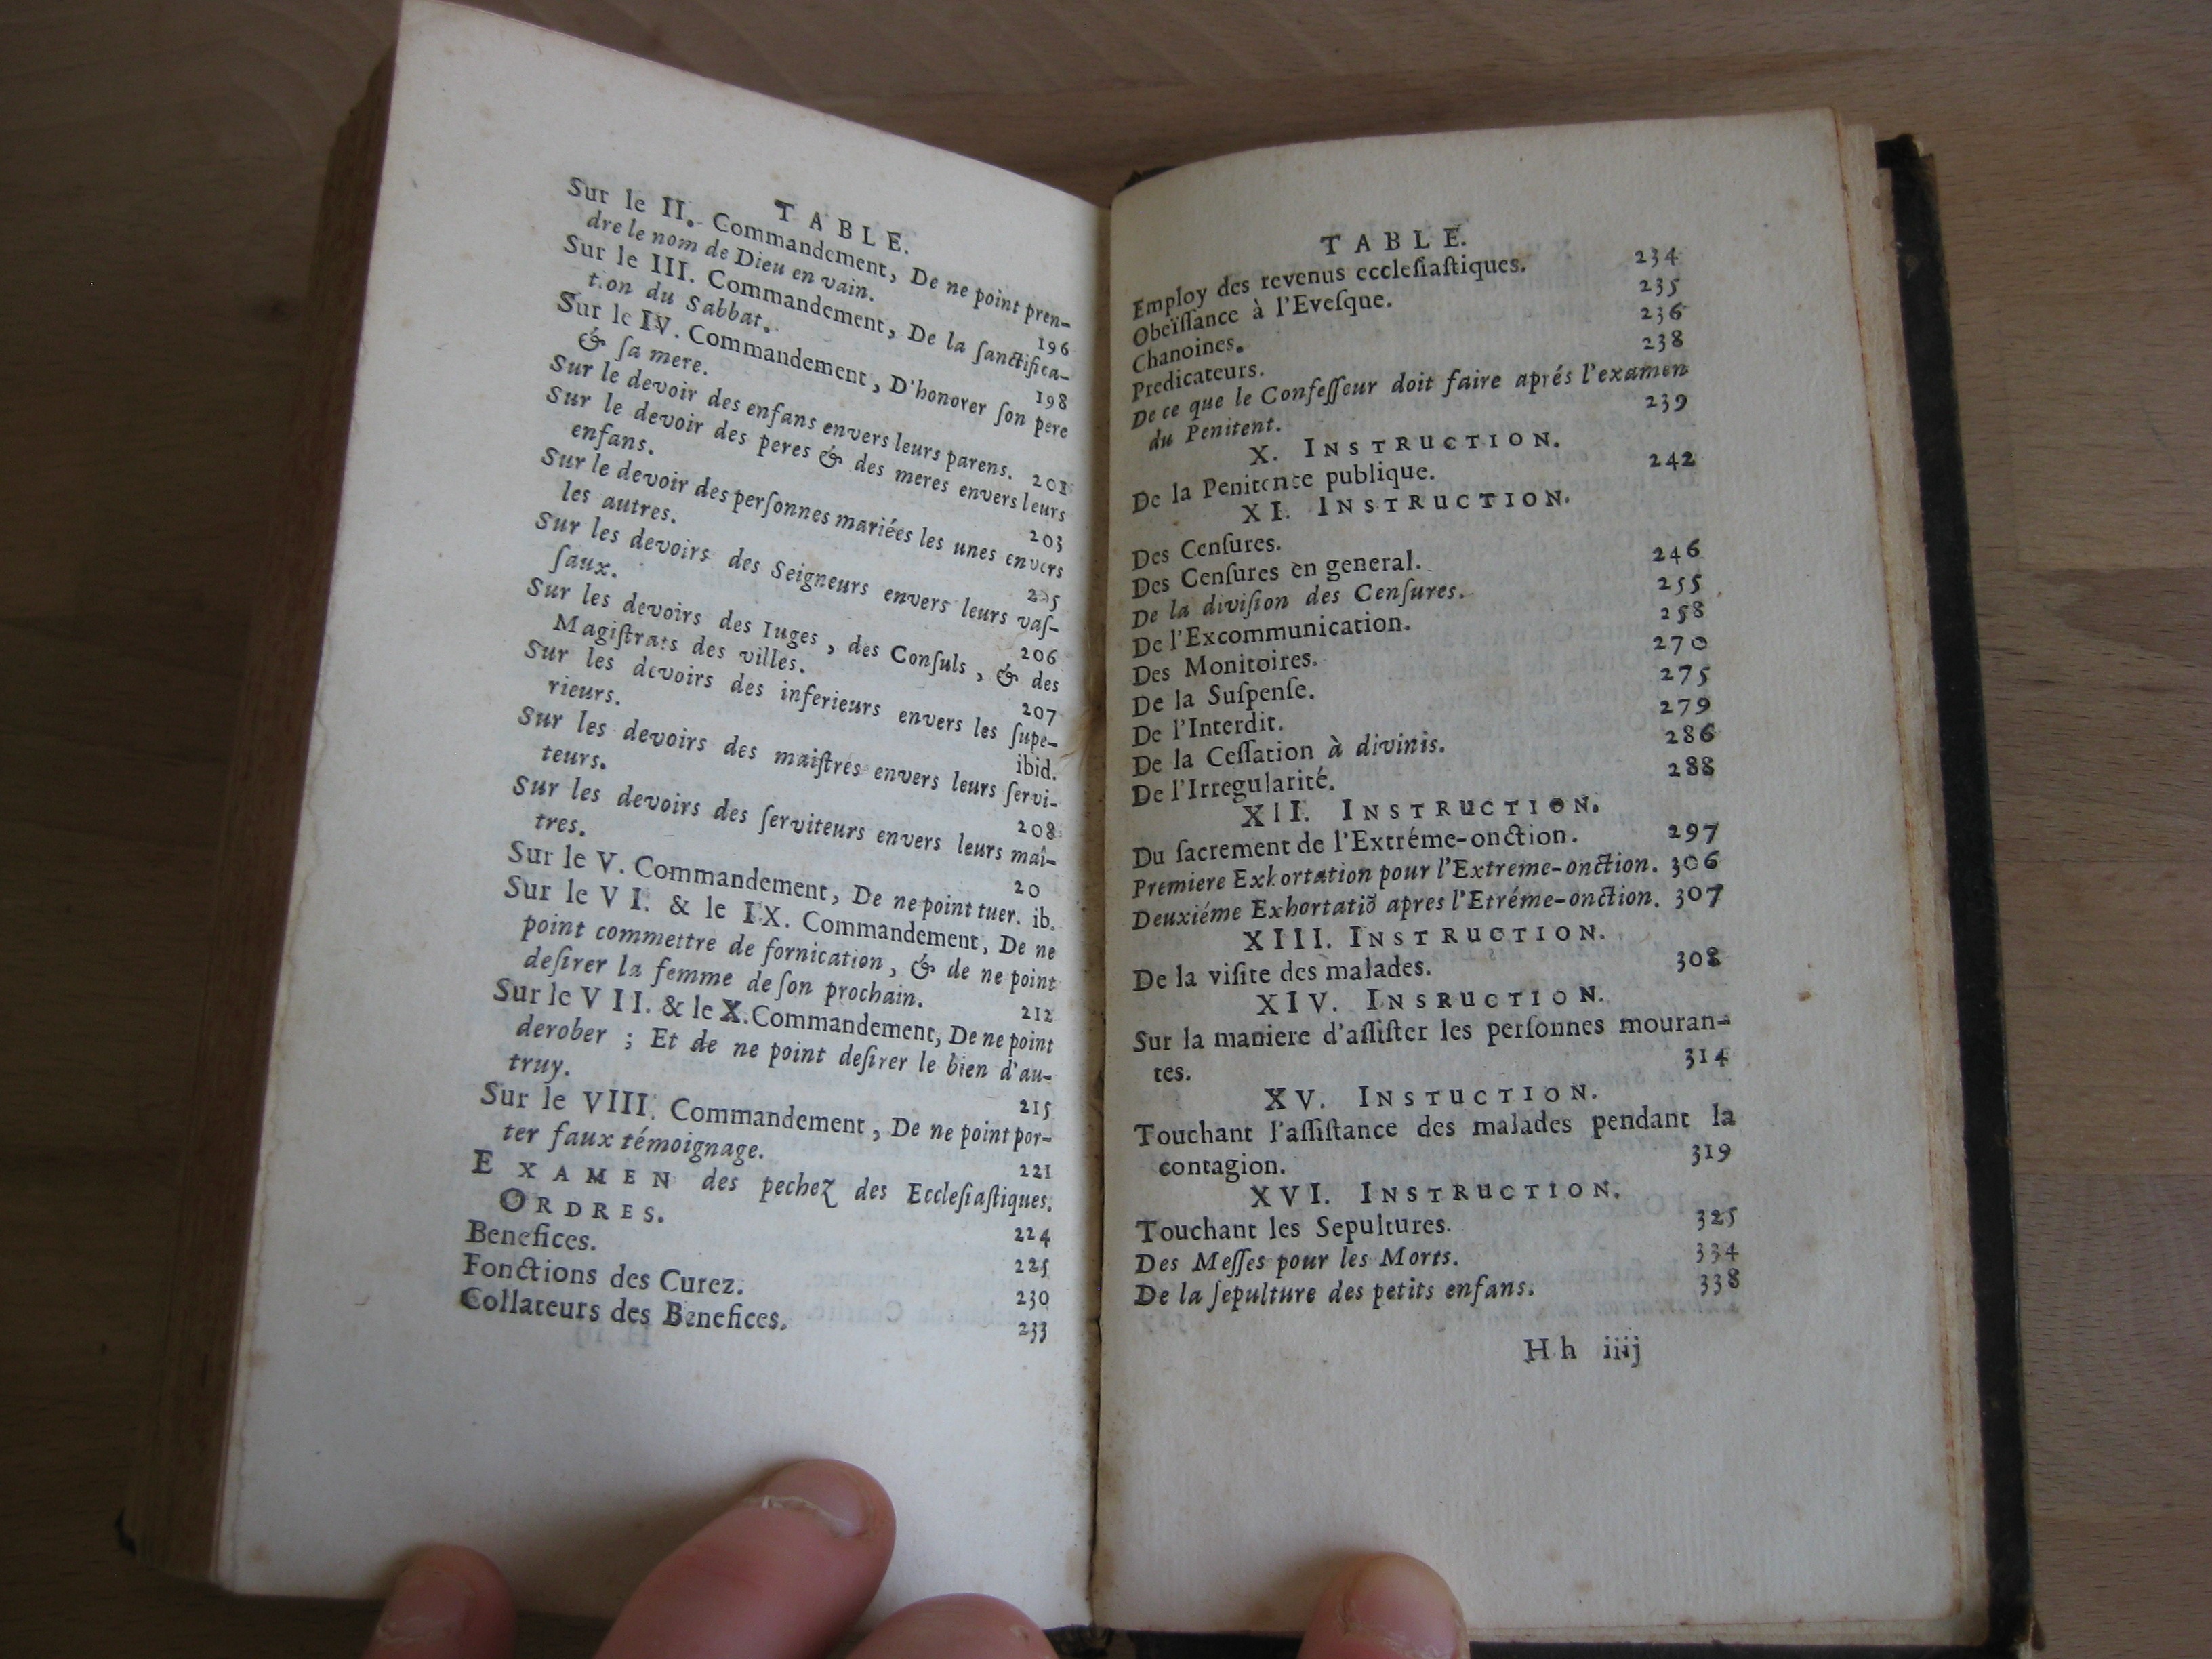 TABLE.
Sur le II. Commandement, De ne point pren-
dre le nom de Dieu en vain. 196
Sur le III. Commandement, De la ſanctifica-
tion du Sabbat. 198
Sur le IV. Commandement, D'honorer ſon pere
& ſa mere. 201
Sur le devoir des enfans envers leurs parens.
Sur le devoir des peres & des meres envers leurs
enfans. 203
Sur le devoir des perſonnes mariées les unes envers
les autres. 205
Sur les devoirs des Seigneurs envers leurs vaſ-
ſaux. 206
Sur les devoirs des Iuges, des Conſuls, & des
Magiſtrats des villes. 207
Sur les devoirs des inferieurs envers les ſupe-
rieurs. ibid.
Sur les devoirs des maiſtres envers leurs ſervi-
teurs. 208
Sur les devoirs des ſerviteurs envers leurs maî-
tres. 20
Sur le V. Commandement, De ne point tuer. ib.
Sur le VI. & le IX. Commandement, De ne
point commettre de fornication, & de ne point
deſirer la femme de ſon prochain. 212
Sur le VII. & le X. Commandement, De ne point
derober ; Et de ne point deſirer le bien d'au-
truy. 215
Sur le VIII. Commandement, De ne point por-
ter faux témoignage. 221
EXAMEN des pechez des Eccleſiaſtiques.
ORDRES. 224
Benefices. 225
Fonctions des Curez. 230
Collateurs des Benefices. 233
TABLE.
Employ des revenus eccleſiaſtiques. 234
Obeïſſance à l'Eveſque. 235
Chanoines. 236
Predicateurs. 238
De ce que le Confeſſeur doit faire aprés l'examen
du Penitent. 239
X. INSTRUCTION.
De la Penitence publique. 242
XI. INSTRUCTION.
Des Cenſures.
Des Cenſures en general. 246
De la diviſion des Cenſures. 255
De l'Excommunication. 258
Des Monitoires. 270
De la Suſpenſe. 275
De l'Interdit. 279
De la Ceſſation à divinis. 286
De l'Irregularité. 288
XII. INSTRUCTION.
Du ſacrement de l'Extréme-onction. 297
Premiere Exhortation pour l'Extreme-onction. 306
Deuxiéme Exhortatiõ apres l'Etréme-onction. 307
XIII. INSTRUCTION.
De la viſite des malades. 308
XIV. INSRUCTION.
Sur la maniere d'aſſiſter les perſonnes mouran-
tes. 314
XV. INSTUCTION.
Touchant l'aſſiſtance des malades pendant la
contagion. 319
XVI. INSTRUCTION.
Touchant les Sepultures. 325
Des Meſſes pour les Morts. 334
De la ſepulture des petits enfans. 338
Hh iiij